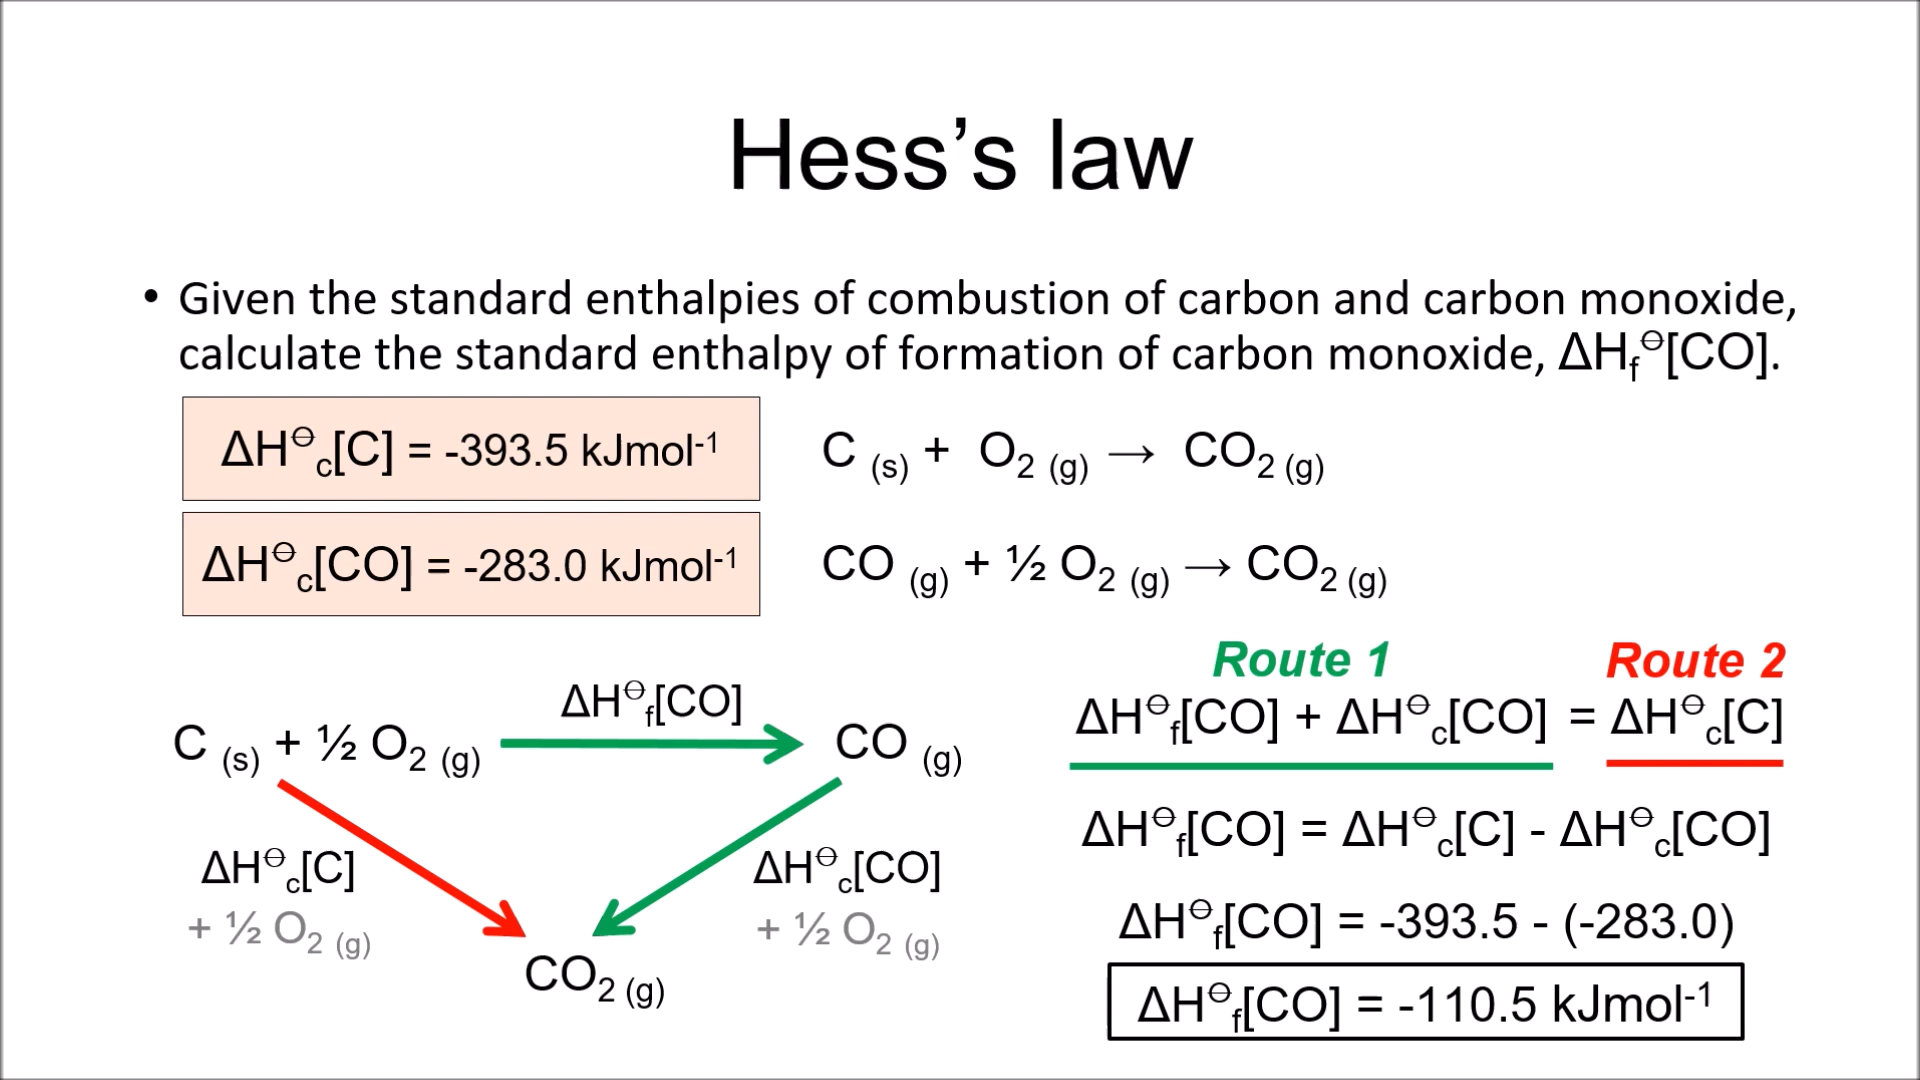 Hess’s law
• Given the standard enthalpies of combustion of carbon and carbon monoxide,
calculate the standard enthalpy of formation of carbon monoxide, ΔHf⊖[CO].
ΔH⊖c[C] = -393.5 kJmol-1
C (s) + O2 (g) → CO2 (g)
ΔH⊖c[CO] = -283.0 kJmol-1
CO (g) + ½ O2 (g) → CO2 (g)
ΔH⊖f[CO]
C (s) + ½ O2 (g)
CO (g)
ΔH⊖c[C]
+ ½ O2 (g)
ΔH⊖c[CO]
+ ½ O2 (g)
CO2 (g)
Route 1
Route 2
ΔH⊖f[CO] + ΔH⊖c[CO] = ΔH⊖c[C]
ΔH⊖f[CO] = ΔH⊖c[C] - ΔH⊖c[CO]
ΔH⊖f[CO] = -393.5 - (-283.0)
ΔH⊖f[CO] = -110.5 kJmol-1